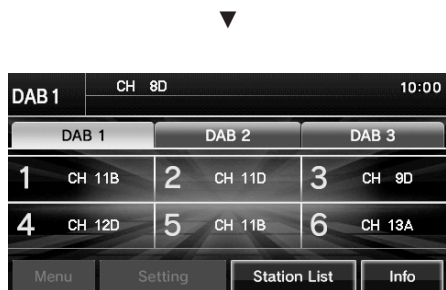 ▼
DAB 1 CH 8D 10:00
DAB 1 DAB 2 DAB 3
1 CH 11B 2 CH 11D 3 CH 9D
4 CH 12D 5 CH 11B 6 CH 13A
Menu Setting Station List Info